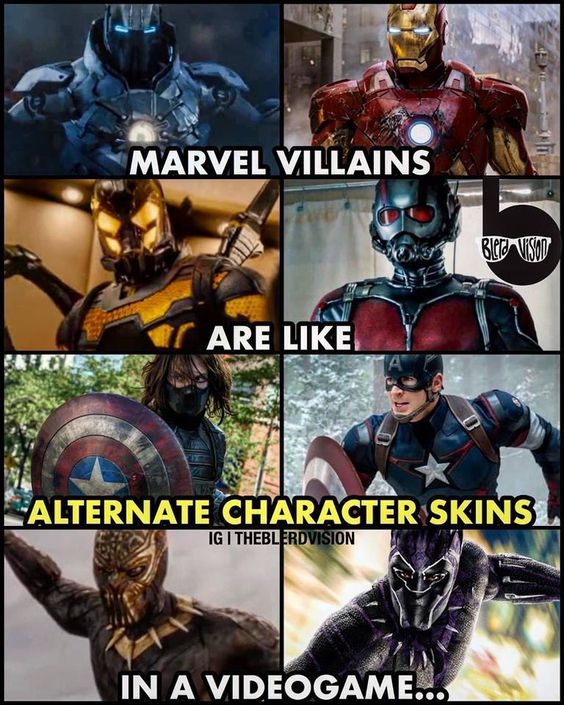 MARVEL VILLAINS
Blerd Vision
ARE LIKE
A
ALTERNATE CHARACTER SKINS
IG | THEBLERDVISION
IN A VIDEOGAME...